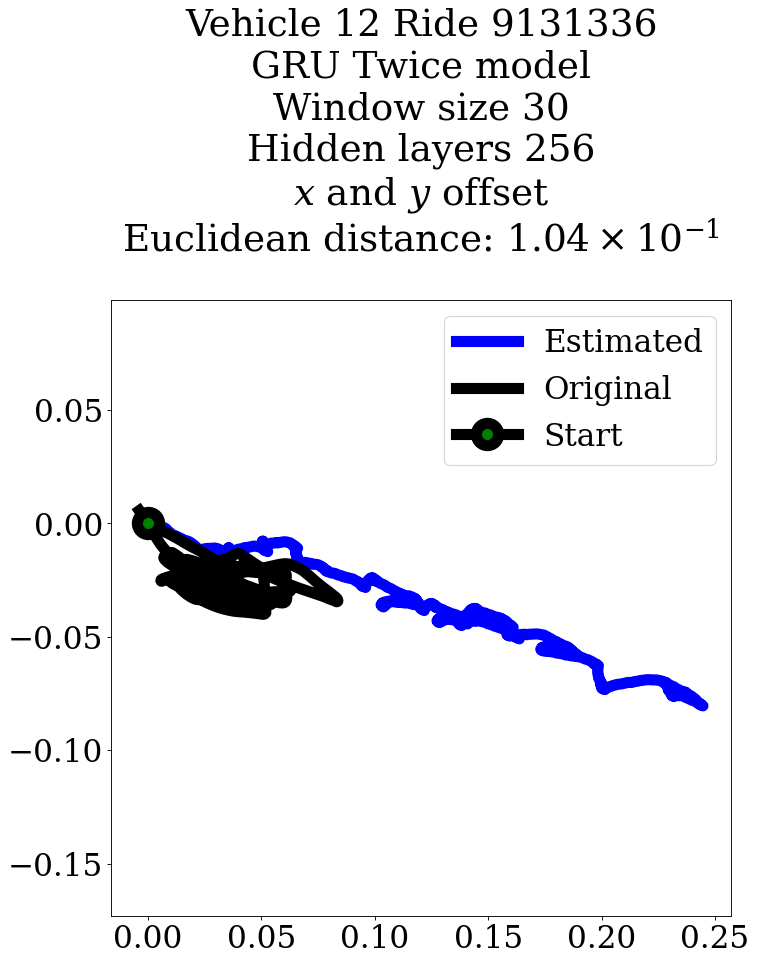 Vehicle 12 Ride 9131336
GRU Twice model
Window size 30
Hidden layers 256
x and y offset
Euclidean distance: 1.04 × 10⁻¹
Estimated
Original
Start
0.05
0.00
−0.05
−0.10
−0.15
0.00 0.05 0.10 0.15 0.20 0.25